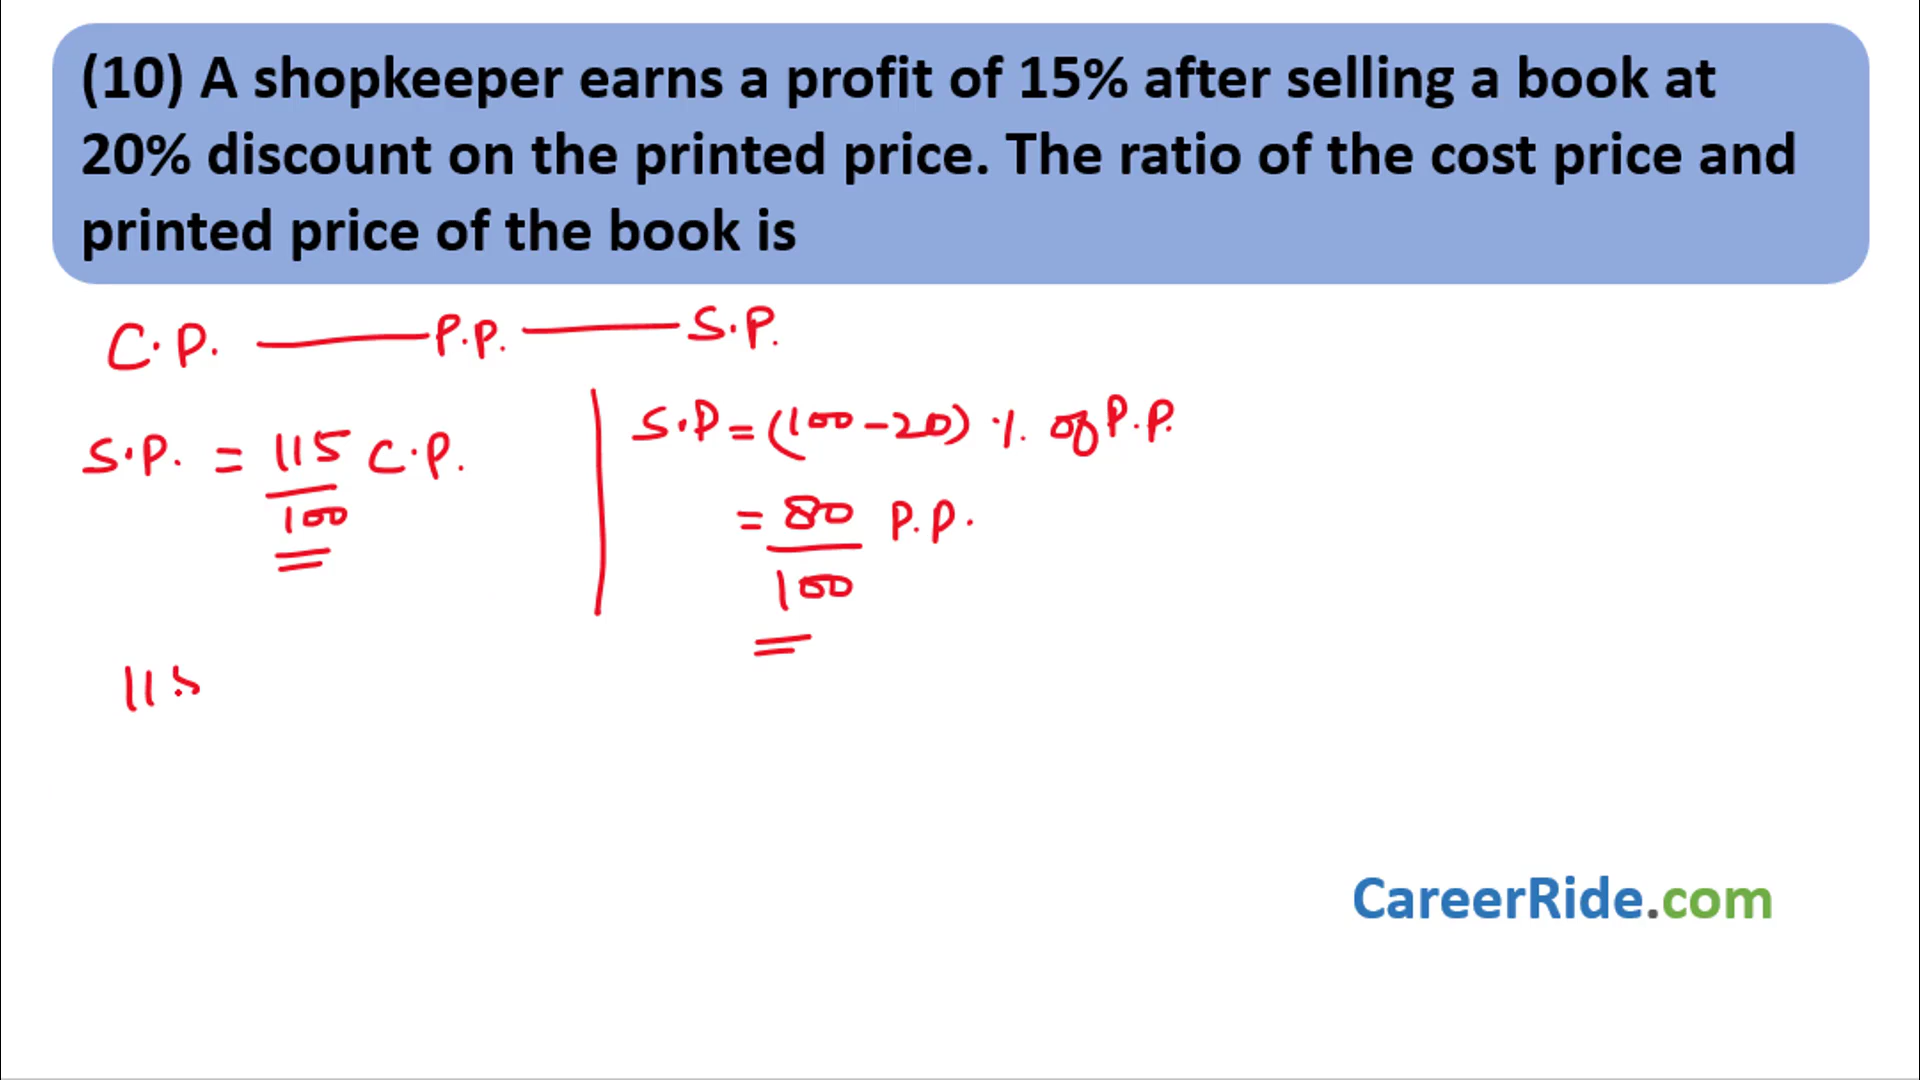 (10) A shopkeeper earns a profit of 15% after selling a book at
20% discount on the printed price. The ratio of the cost price and
printed price of the book is
C.P. — P.P. — S.P.
S.P. = 115/100 C.P.
S.P = (100-20) % of P.P.
= 80/100 P.P.
115
CareerRide.com